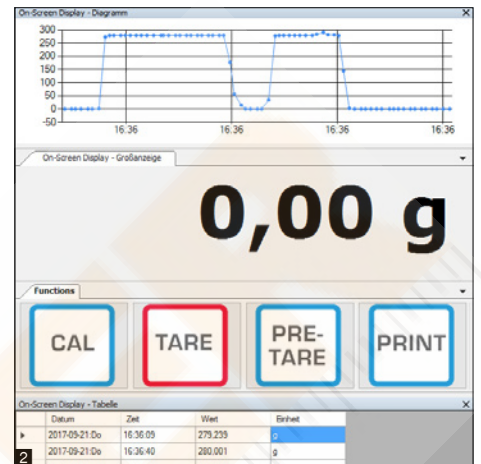 On-Screen Display - Diagramm X
300
250
200
150
100
50
0
-50
16:36 16:36 16:36 16:36
On-Screen Display - Großanzeige
0,00 g
Functions
CAL TARE PRE-TARE PRINT
On-Screen Display - Tabelle X
Datum Zeit Wert Einheit
2017-09-21:Do 16:36:09 279,239 g
2017-09-21:Do 16:36:40 280,001 g
2